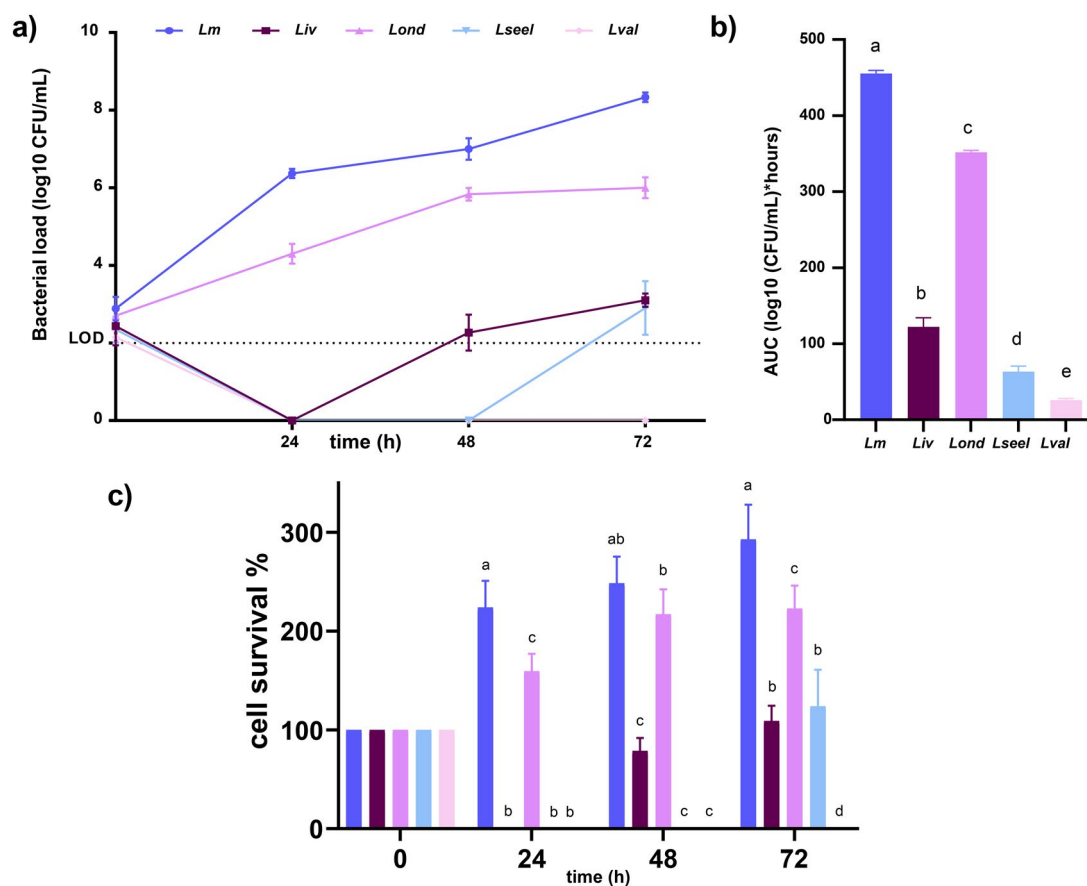 a)
Lm Liv Lond Lseel Lval
Bacterial load (log10 CFU/mL)
10
8
6
4
LOD
0
24 48 72
time (h)
b)
AUC (log10 (CFU/mL)*hours
500
400
300
200
100
0
a
b
c
d
e
Lm Liv Lond Lseel Lval
c)
cell survival %
300
200
100
0
a
b
c
b b
ab
c
b
c c
a
b
c
b
d
0 24 48 72
time (h)